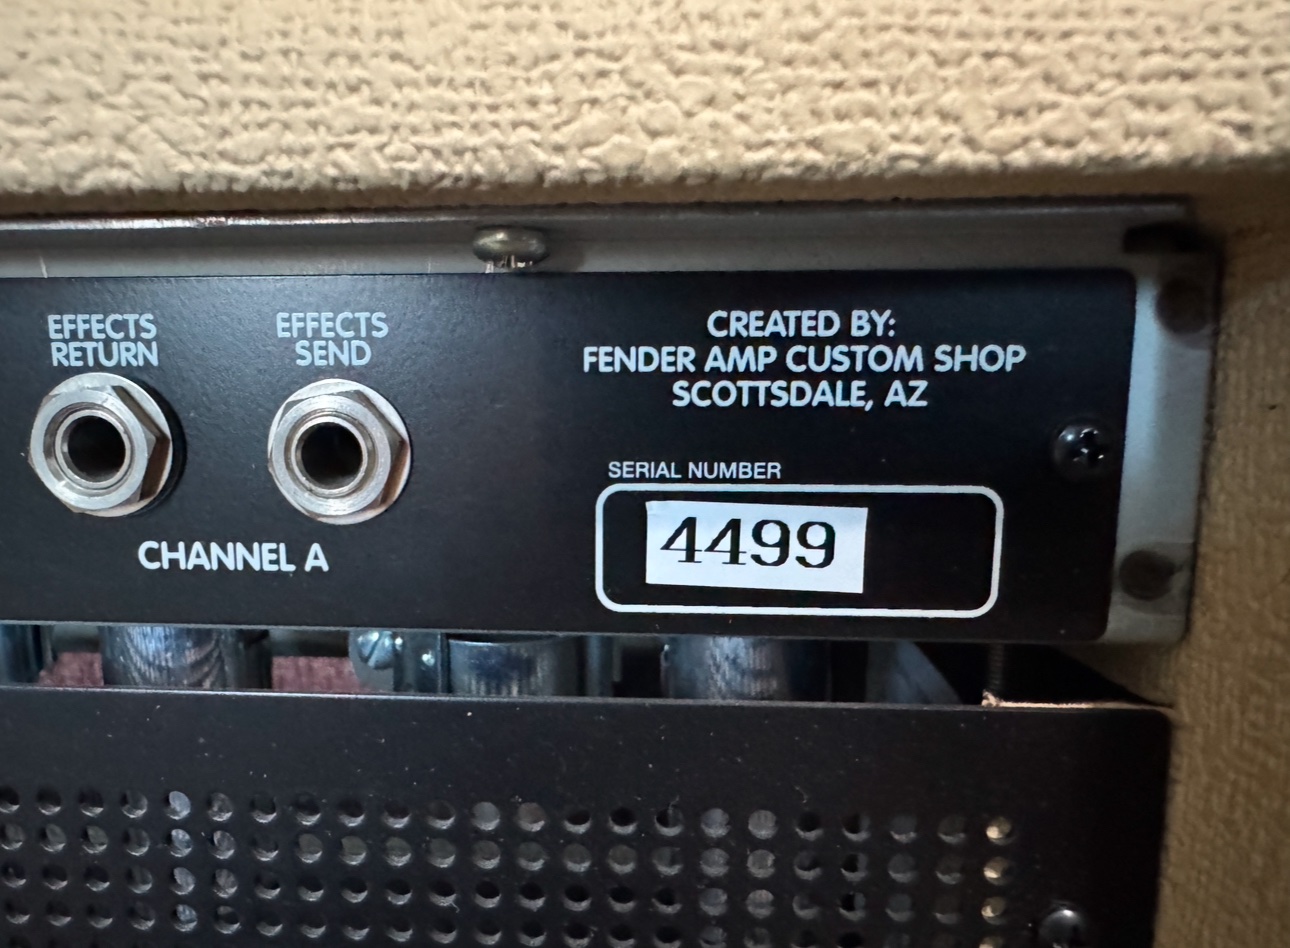 EFFECTS
RETURN
EFFECTS
SEND
CHANNEL A
CREATED BY:
FENDER AMP CUSTOM SHOP
SCOTTSDALE, AZ
SERIAL NUMBER
4499